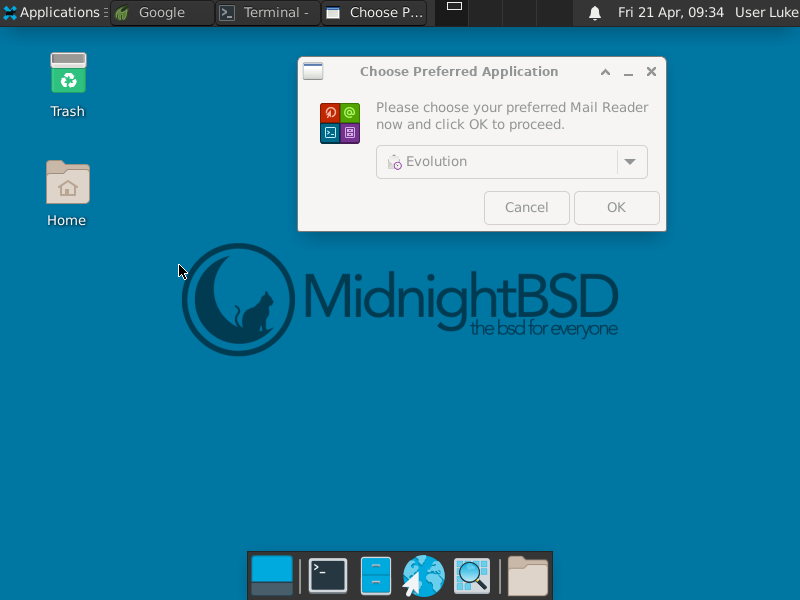 Applications
Google
Terminal -
Choose P...
Fri 21 Apr, 09:34
User Luke
Trash
Home
Choose Preferred Application
Please choose your preferred Mail Reader
now and click OK to proceed.
Evolution
Cancel
OK
MidnightBSD
the bsd for everyone